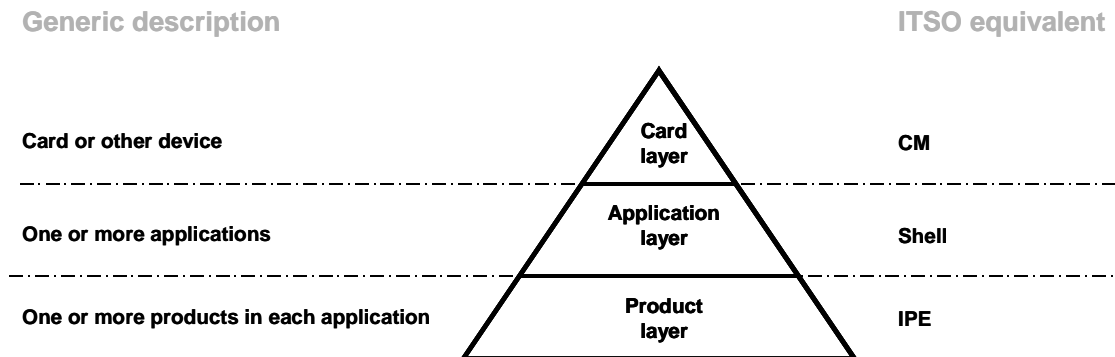 Generic description
ITSO equivalent
Card or other device
Card
layer
CM
One or more applications
Application
layer
Shell
One or more products in each application
Product
layer
IPE